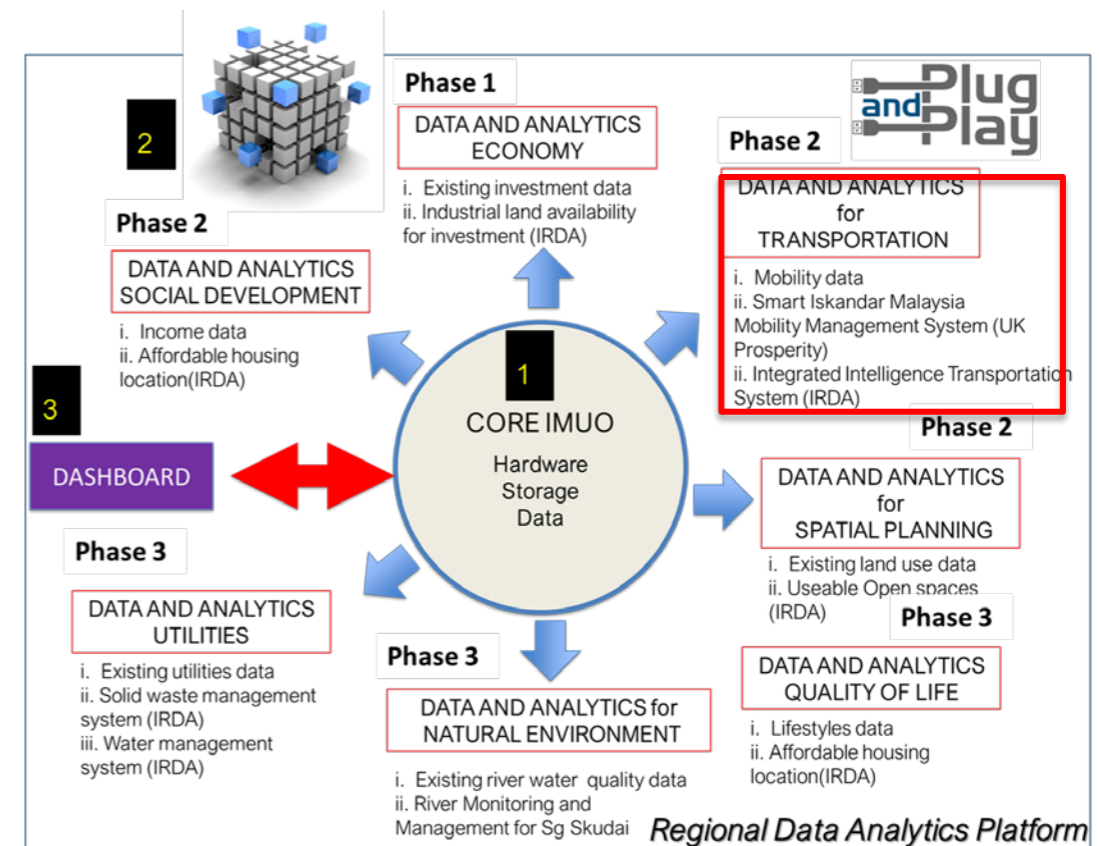 Phase 1
DATA AND ANALYTICS
ECONOMY
i. Existing investment data
ii. Industrial land availability
for investment (IRDA)
Plug
and
Play
Phase 2
DATA AND ANALYTICS
for
TRANSPORTATION
i. Mobility data
ii. Smart Iskandar Malaysia
Mobility Management System (UK
Prosperity)
ii. Integrated Intelligence Transportation
System (IRDA)
2
Phase 2
DATA AND ANALYTICS
SOCIAL DEVELOPMENT
i. Income data
ii. Affordable housing
location(IRDA)
1
CORE IMUO
Hardware
Storage
Data
3
DASHBOARD
Phase 2
DATA AND ANALYTICS
for
SPATIAL PLANNING
i. Existing land use data
ii. Useable Open spaces
(IRDA)
Phase 3
DATA AND ANALYTICS
UTILITIES
i. Existing utilities data
ii. Solid waste management
system (IRDA)
iii. Water management
system (IRDA)
Phase 3
DATA AND ANALYTICS for
NATURAL ENVIRONMENT
i. Existing river water quality data
ii. River Monitoring and
Management for Sg Skudai
Phase 3
DATA AND ANALYTICS
QUALITY OF LIFE
i. Lifestyles data
ii. Affordable housing
location(IRDA)
Regional Data Analytics Platform